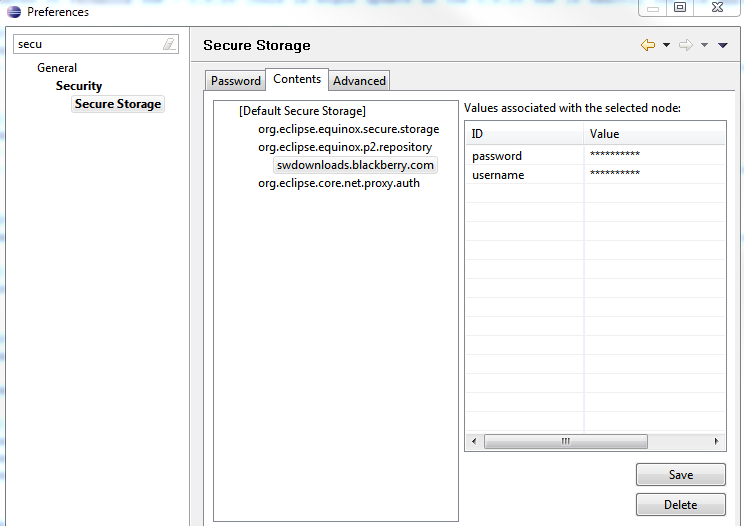 Preferences
secu
General
Security
Secure Storage
Secure Storage
Password Contents Advanced
[Default Secure Storage]
org.eclipse.equinox.secure.storage
org.eclipse.equinox.p2.repository
swdownloads.blackberry.com
org.eclipse.core.net.proxy.auth
Values associated with the selected node:
ID Value
password **********
username **********
Save
Delete